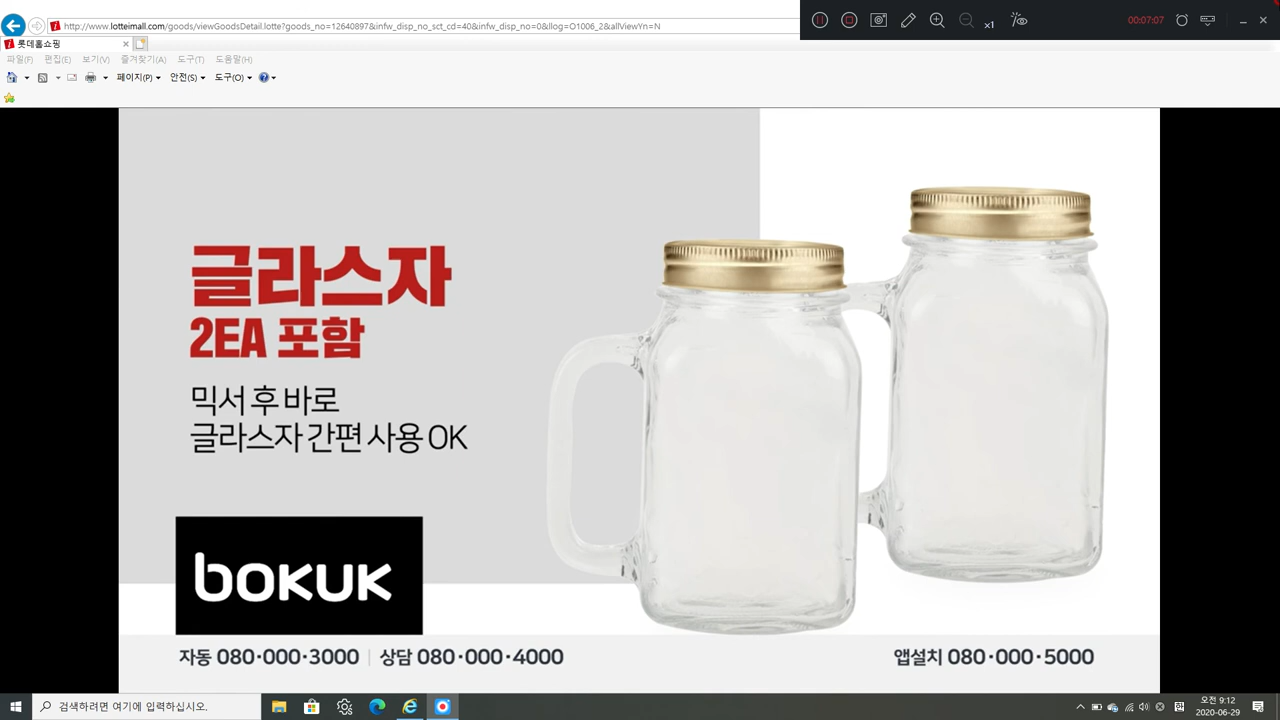 http://www.lotteimall.com/goods/viewGoodsDetail.lotte?goods_no=12640897&infw_disp_no_sct_cd=40&infw_disp_no=0&llog=O1006_2&allViewYn=N
x1
00:07:07
롯데홈쇼핑
파일(F) 편집(E) 보기(V) 즐겨찾기(A) 도구(T) 도움말(H)
페이지(P) 안전(S) 도구(O)
글라스자
2EA 포함
믹서 후 바로
글라스자 간편 사용 OK
bokuk
자동 080·000·3000 | 상담 080·000·4000
앱설치 080·000·5000
검색하려면 여기에 입력하십시오.
오전 9:12
2020-06-29